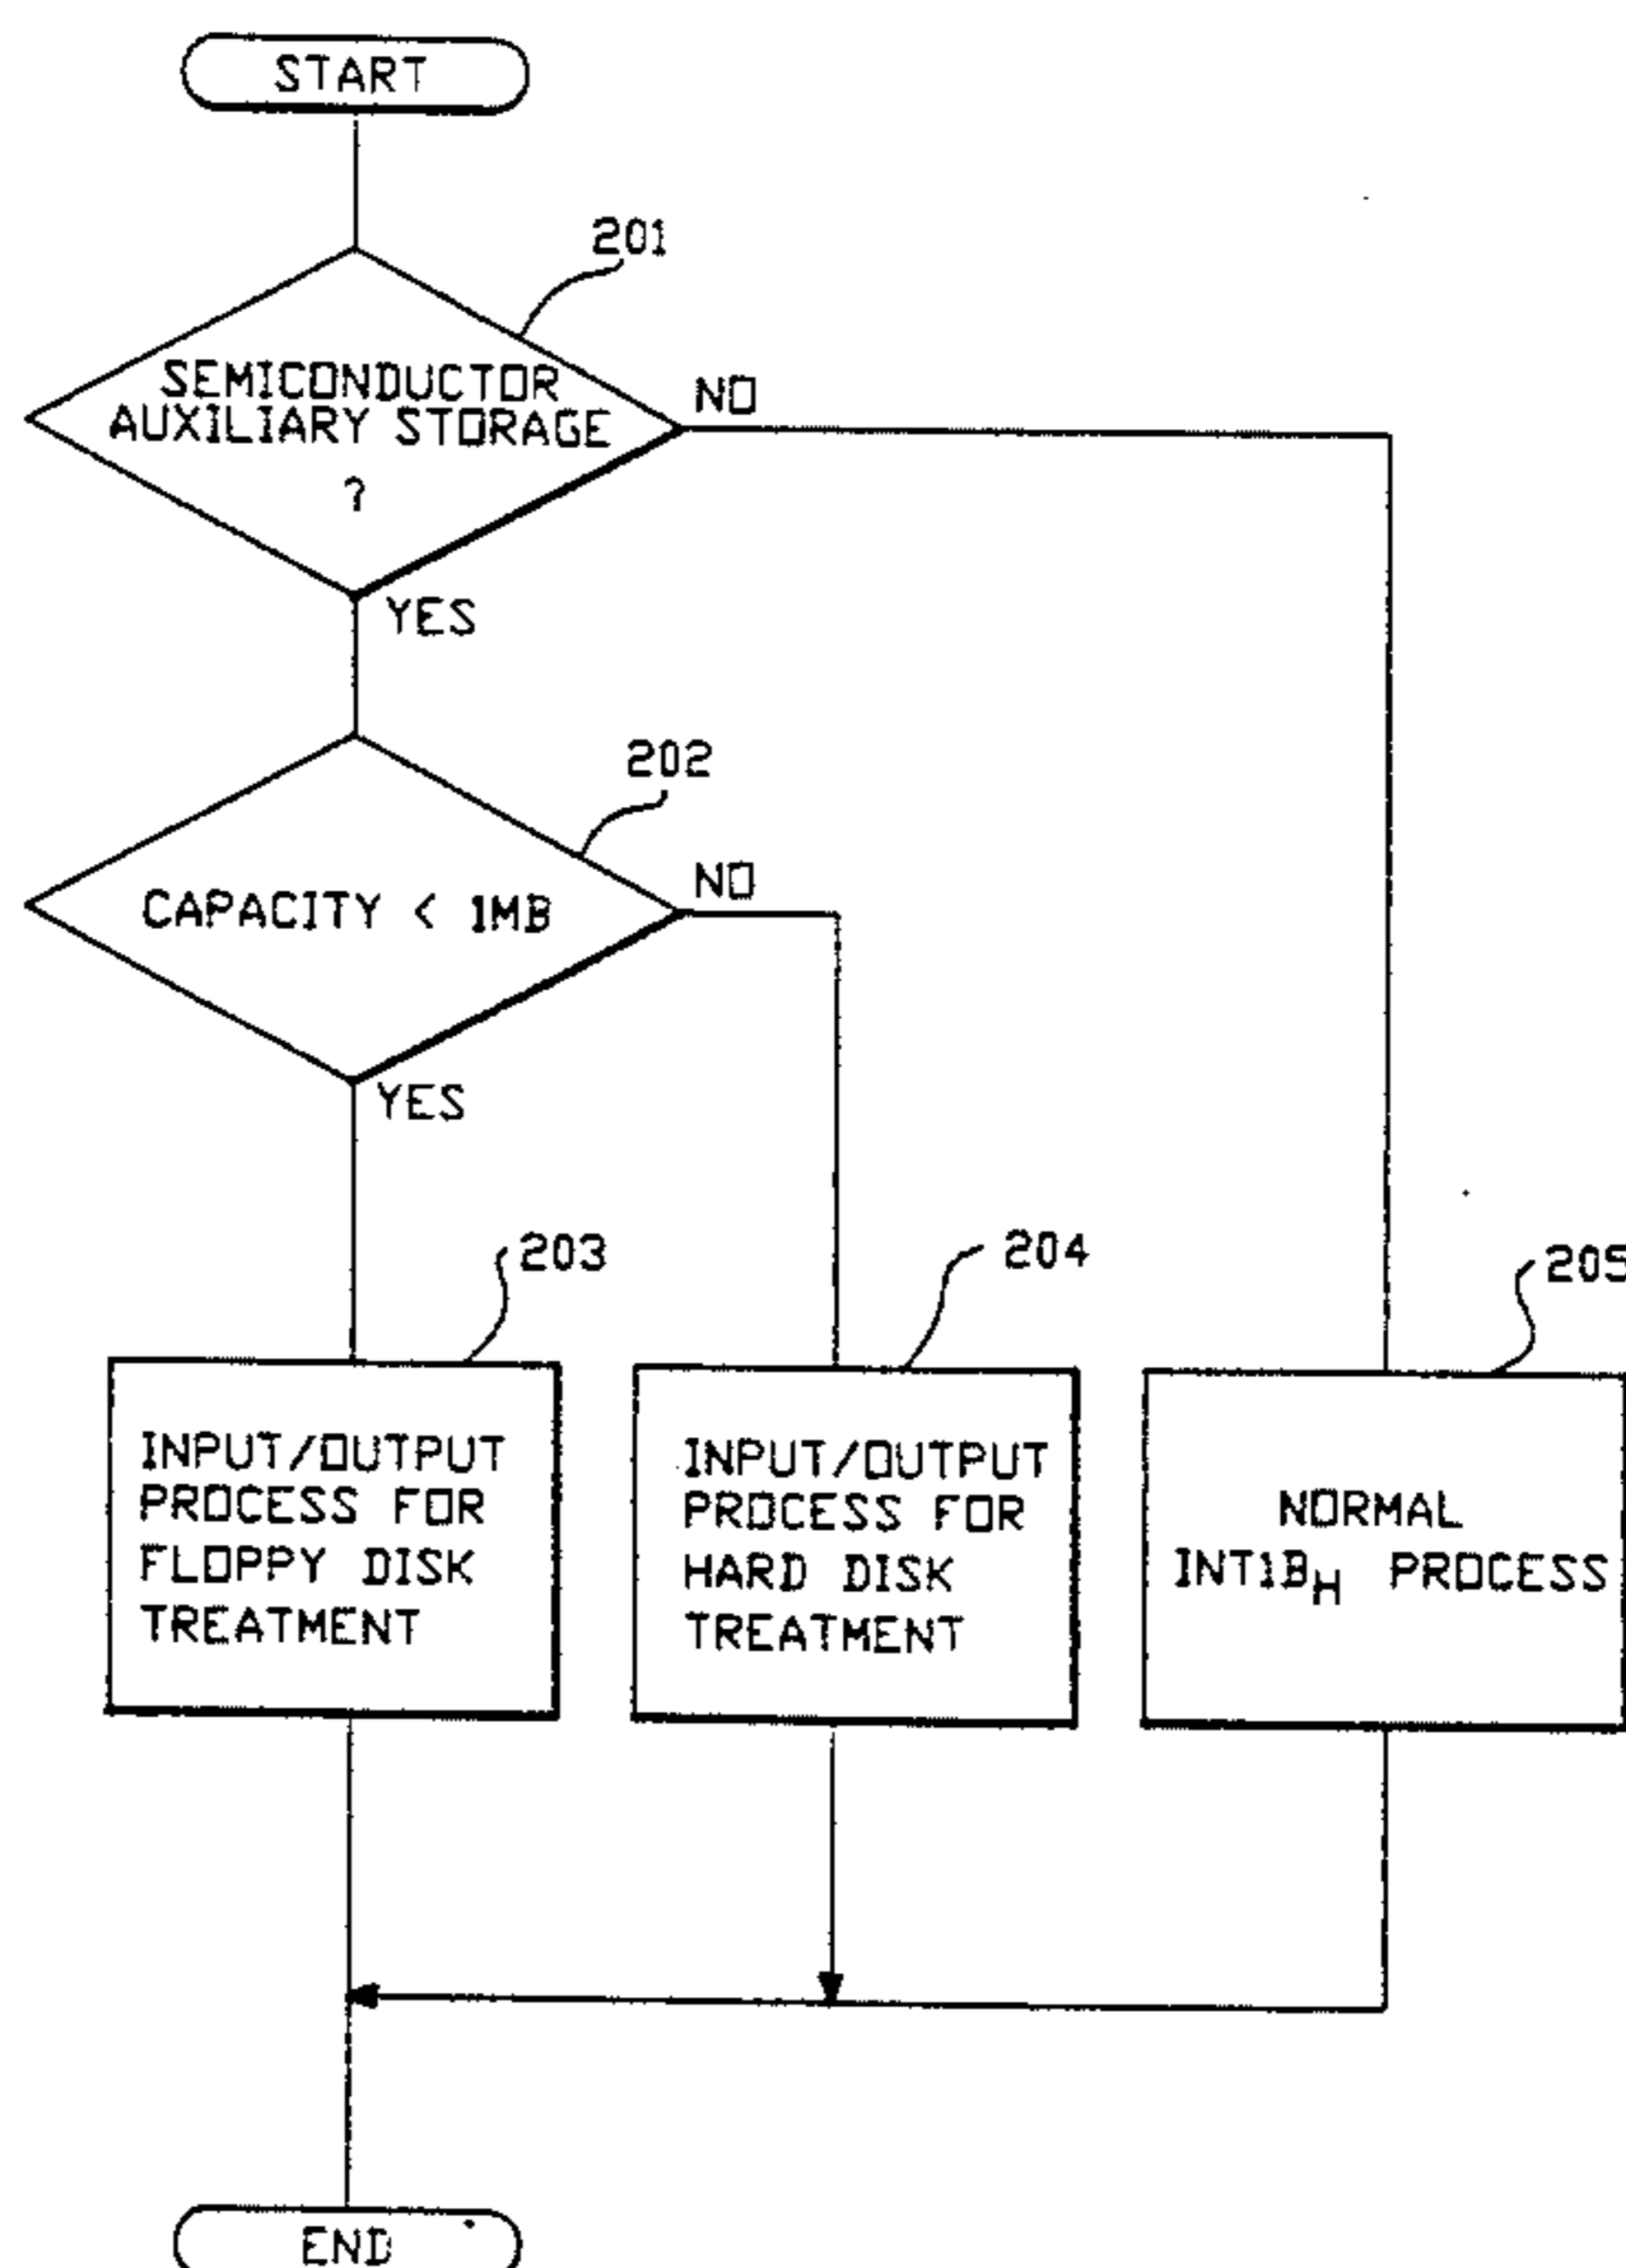 START
201
SEMICONDUCTOR
AUXILIARY STORAGE
?
NO
YES
202
CAPACITY < 1MB
NO
YES
203
204
205
INPUT/OUTPUT
PROCESS FOR
FLOPPY DISK
TREATMENT
INPUT/OUTPUT
PROCESS FOR
HARD DISK
TREATMENT
NORMAL
INT1BH PROCESS
END